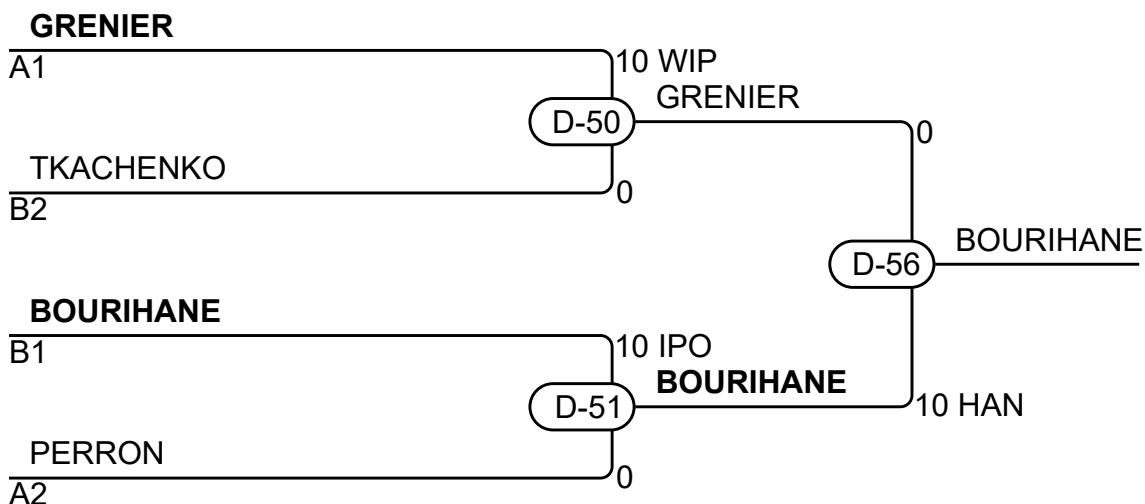 GRENIER
A1
10 WIP
GRENIER
D-50
0
TKACHENKO
B2
0
D-56
BOURIHANE
BOURIHANE
B1
10 IPO
BOURIHANE
D-51
10 HAN
PERRON
A2
0